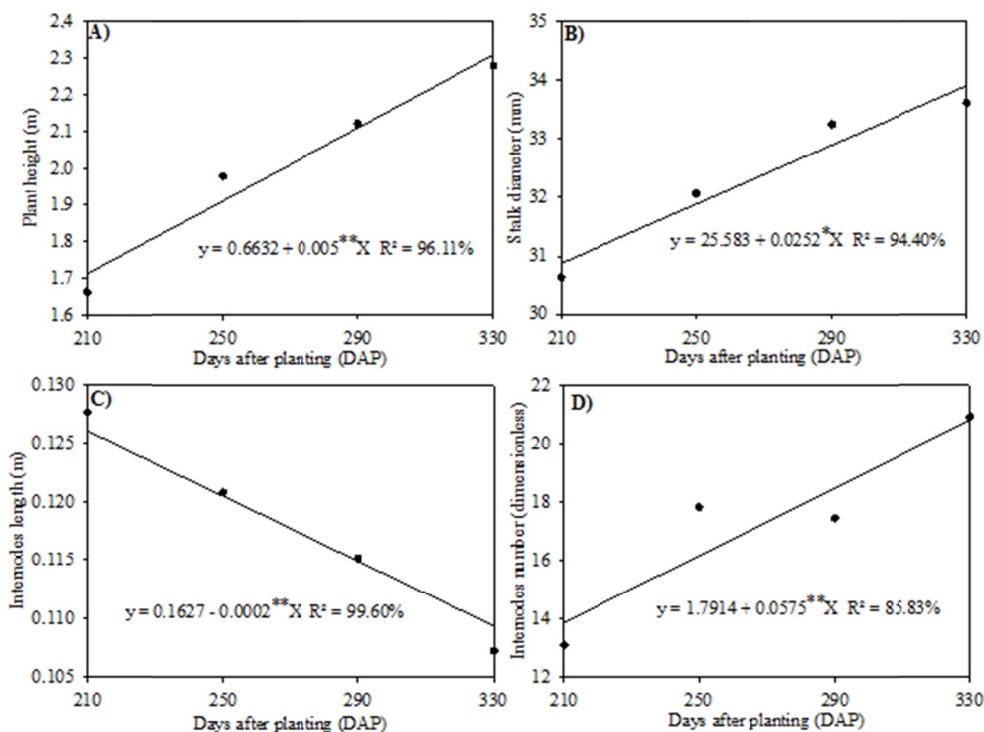 A)
Plant height (m)
2.4
2.3
2.2
2.1
2.0
1.9
1.8
1.7
1.6
y = 0.6632 + 0.005**X R² = 96.11%
210 250 290 330
Days after planting (DAP)
B)
Stalk diameter (mm)
35
34
33
32
31
30
y = 25.583 + 0.0252*X R² = 94.40%
210 250 290 330
Days after planting (DAP)
C)
Internodes length (m)
0.130
0.125
0.120
0.115
0.110
0.105
y = 0.1627 - 0.0002**X R² = 99.60%
210 250 290 330
Days after planting (DAP)
D)
Internodes number (dimensionless)
22
20
18
16
14
12
y = 1.7914 + 0.0575**X R² = 85.83%
210 250 290 330
Days after planting (DAP)